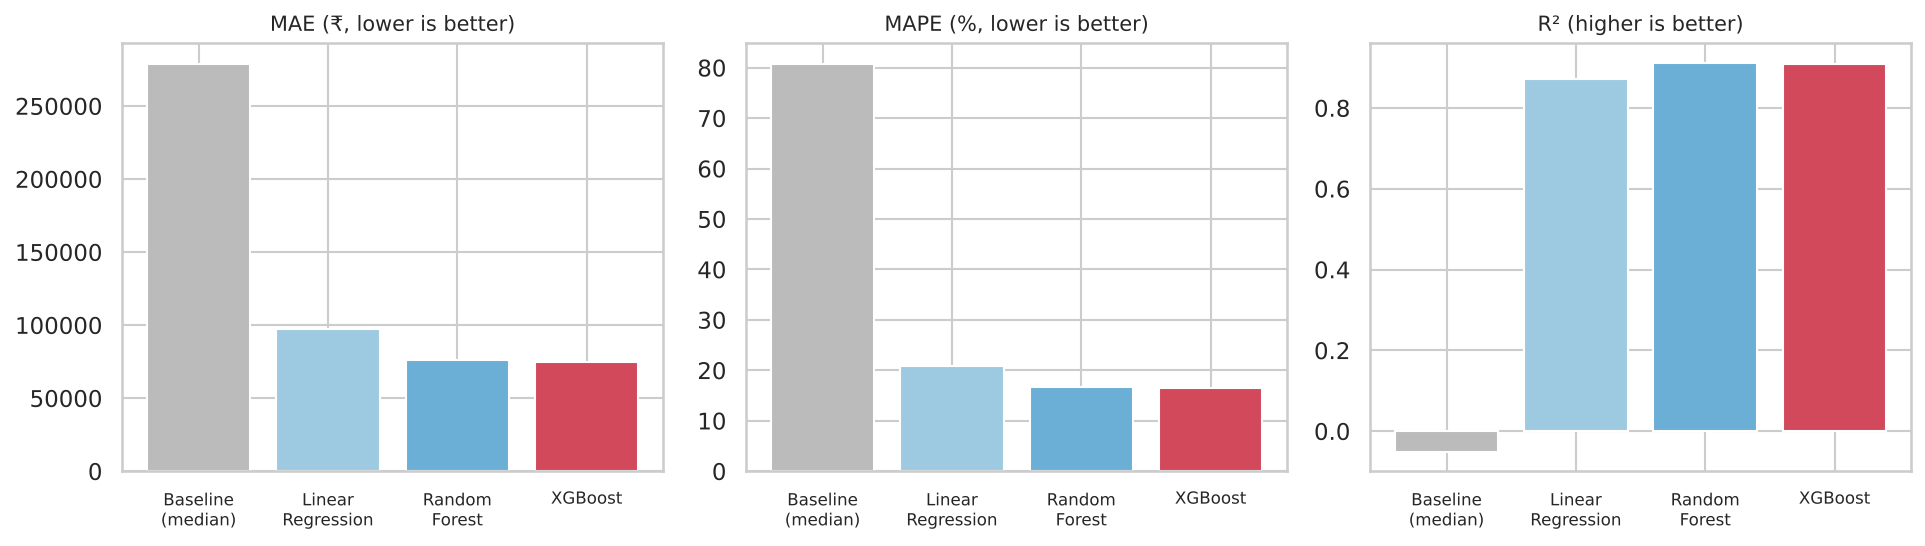 MAE (₹, lower is better)
250000
200000
150000
100000
50000
0
Baseline
(median)
Linear
Regression
Random
Forest
XGBoost
MAPE (%, lower is better)
80
70
60
50
40
30
20
10
0
Baseline
(median)
Linear
Regression
Random
Forest
XGBoost
R² (higher is better)
0.8
0.6
0.4
0.2
0.0
Baseline
(median)
Linear
Regression
Random
Forest
XGBoost